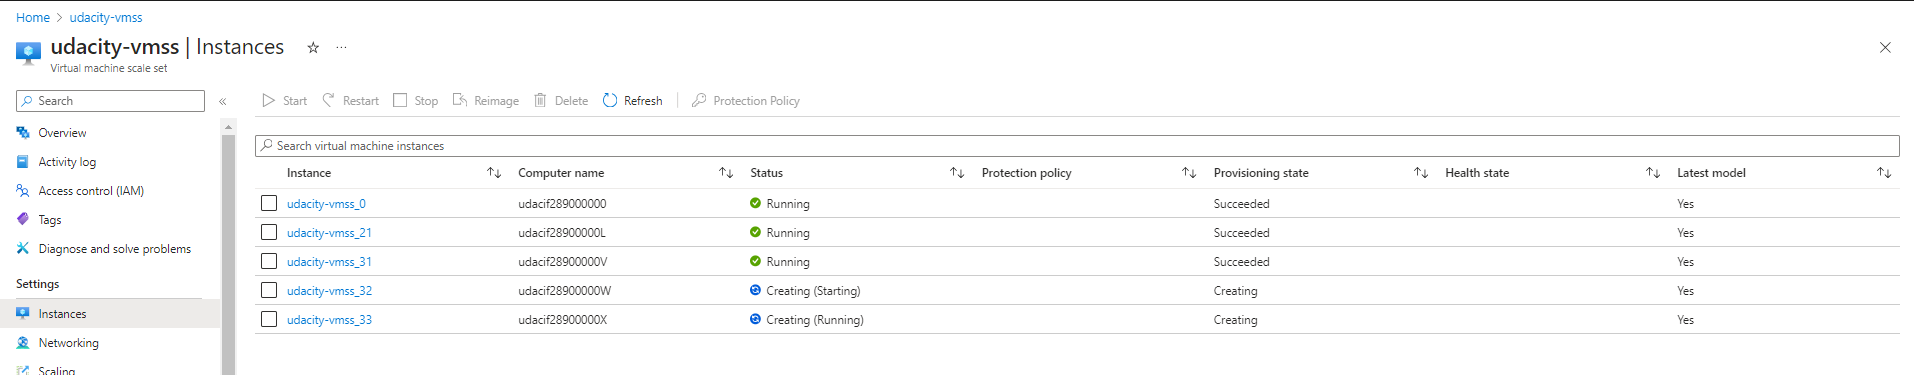 Home > udacity-vmss
udacity-vmss | Instances ☆ ...
Virtual machine scale set
Search «
Overview
Activity log
Access control (IAM)
Tags
Diagnose and solve problems
Settings
Instances
Networking
Scaling
Start Restart Stop Reimage Delete Refresh Protection Policy
Search virtual machine instances
Instance Computer name Status Protection policy Provisioning state Health state Latest model
udacity-vmss_0 udacif289000000 Running Succeeded Yes
udacity-vmss_21 udacif28900000L Running Succeeded Yes
udacity-vmss_31 udacif28900000V Running Succeeded Yes
udacity-vmss_32 udacif28900000W Creating (Starting) Creating Yes
udacity-vmss_33 udacif28900000X Creating (Running) Creating Yes